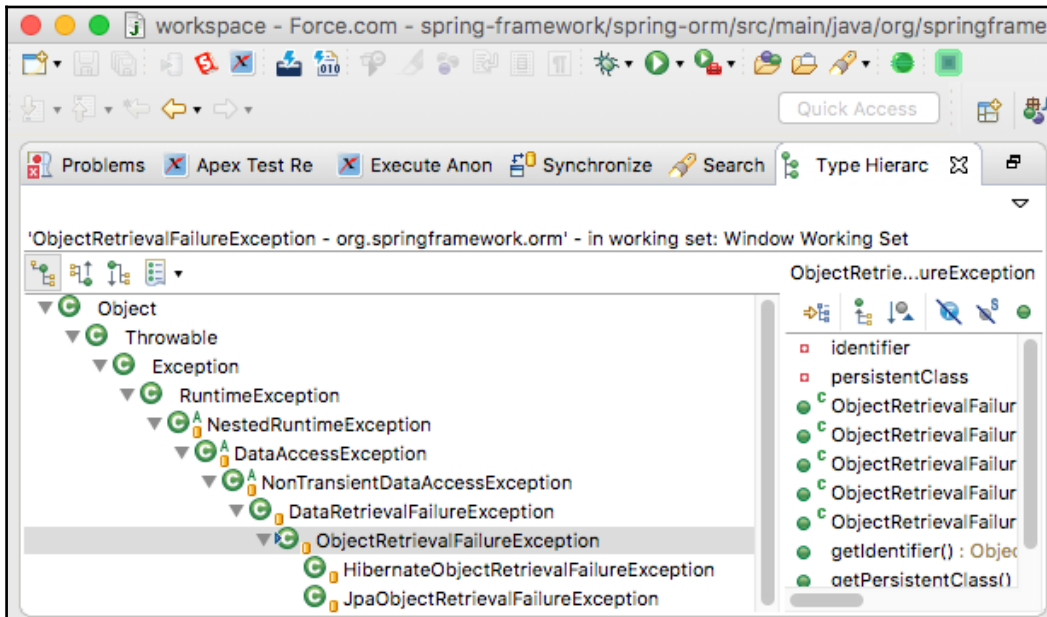 workspace - Force.com - spring-framework/spring-orm/src/main/java/org/springframe
Quick Access
Problems Apex Test Re Execute Anon Synchronize Search Type Hierarc
'ObjectRetrievalFailureException - org.springframework.orm' - in working set: Window Working Set
ObjectRetrie...ureException
Object
Throwable
Exception
RuntimeException
NestedRuntimeException
DataAccessException
NonTransientDataAccessException
DataRetrievalFailureException
ObjectRetrievalFailureException
HibernateObjectRetrievalFailureException
JpaObjectRetrievalFailureException
identifier
persistentClass
ObjectRetrievalFailur
ObjectRetrievalFailur
ObjectRetrievalFailur
ObjectRetrievalFailur
ObjectRetrievalFailur
getIdentifier() : Objec
getPersistentClass()